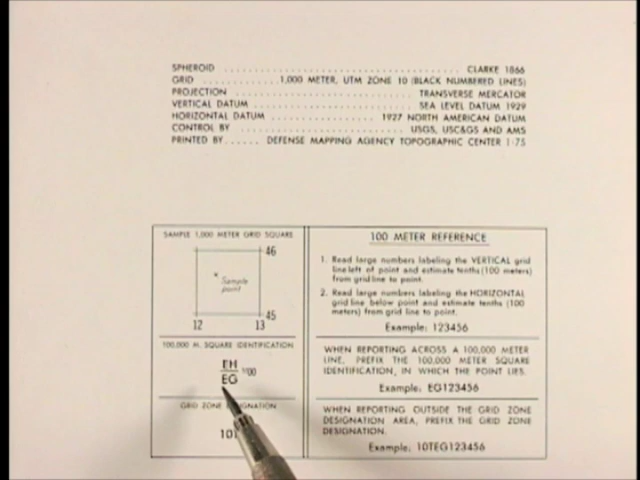 SPHEROID ........................ CLARKE 1866
GRID ............ 1,000 METER, UTM ZONE 10 (BLACK NUMBERED LINES)
PROJECTION ........................ TRANSVERSE MERCATOR
VERTICAL DATUM ........................ SEA LEVEL DATUM 1929
HORIZONTAL DATUM ................ 1927 NORTH AMERICAN DATUM
CONTROL BY ........................ USGS, USC&GS AND AMS
PRINTED BY...... DEFENSE MAPPING AGENCY TOPOGRAPHIC CENTER 1-75
SAMPLE 1,000 METER GRID SQUARE
46
Sample
point
45
12 13
100,000 M. SQUARE IDENTIFICATION
EH
EG
GRID ZONE
100 METER REFERENCE
1. Read large numbers labeling the VERTICAL grid
line left of point and estimate tenths (100 meters)
from grid line to point.
2. Read large numbers labeling the HORIZONTAL
grid line below point and estimate tenths (100
meters) from grid line to point.
Example: 123456
WHEN REPORTING ACROSS A 100,000 METER
LINE, PREFIX THE 100,000 METER SQUARE
IDENTIFICATION, IN WHICH THE POINT LIES.
Example: EG123456
WHEN REPORTING OUTSIDE THE GRID ZONE
DESIGNATION AREA, PREFIX THE GRID ZONE
DESIGNATION.
Example: 10TEG123456